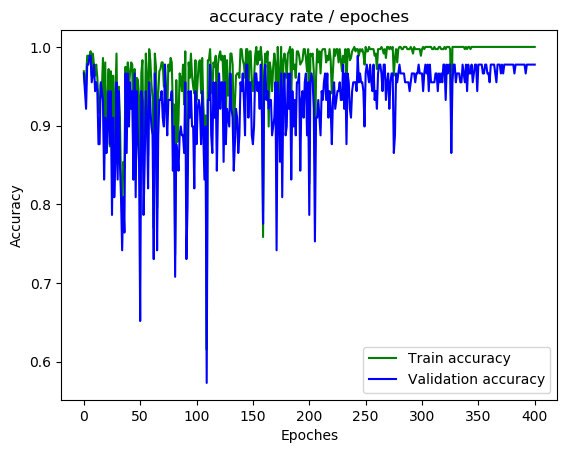 accuracy rate / epoches
1.0
0.9
0.8
0.7
0.6
Accuracy
0 50 100 150 200 250 300 350 400
Epoches
Train accuracy
Validation accuracy